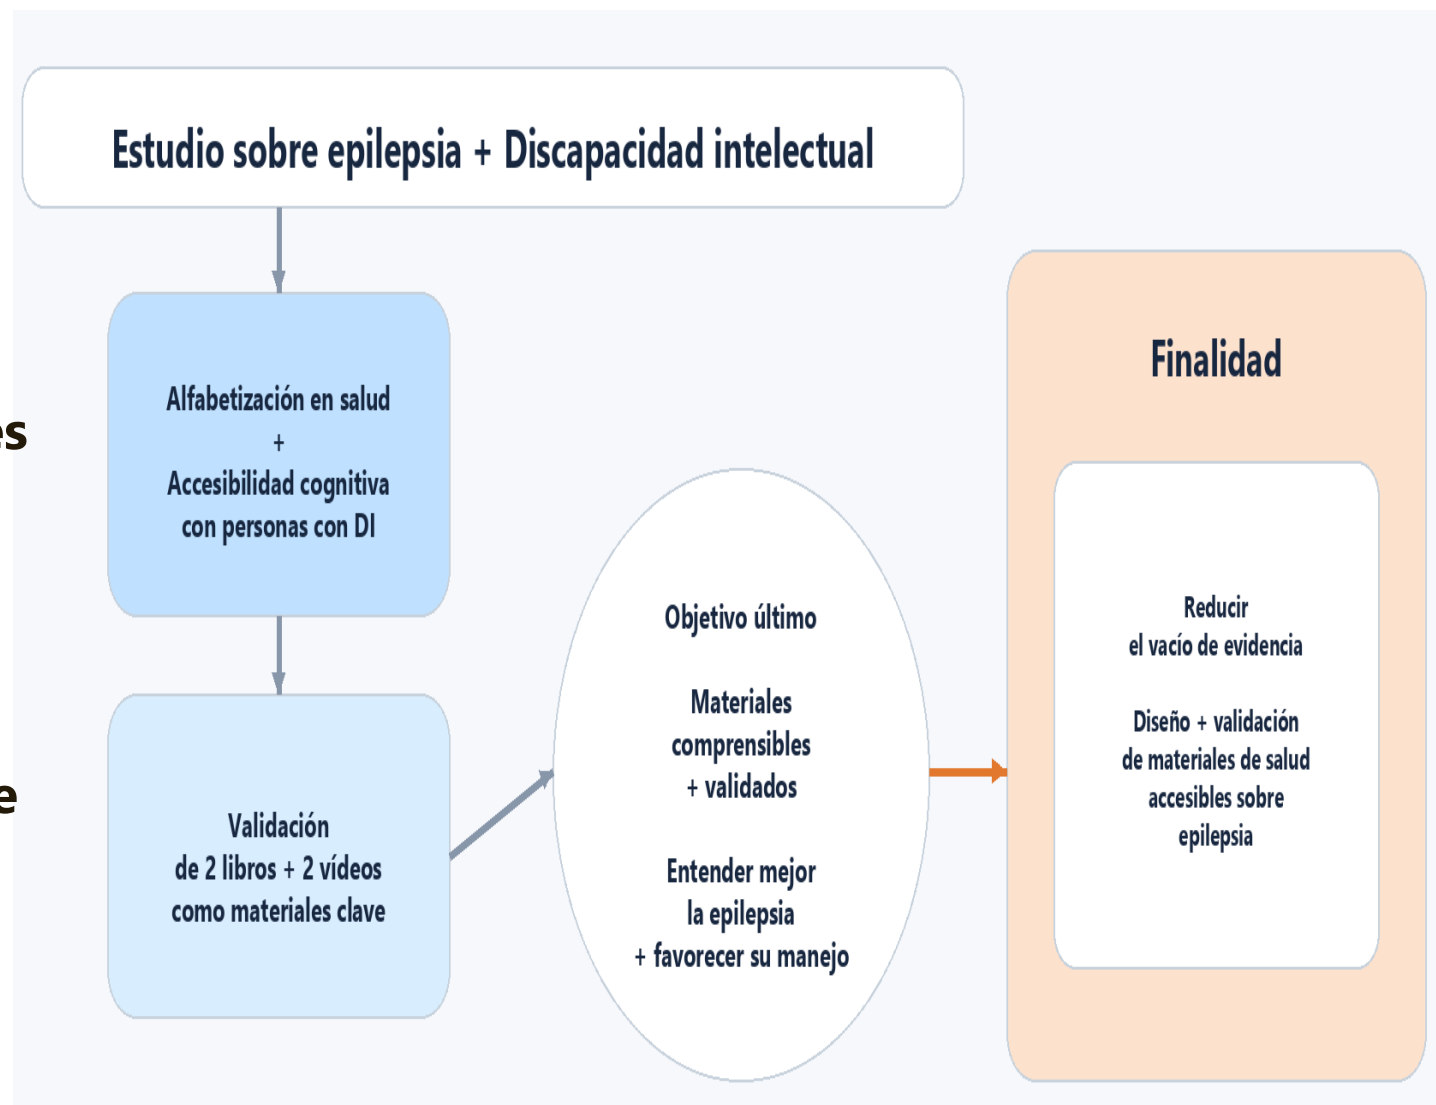 Estudio sobre epilepsia + Discapacidad intelectual
Alfabetización en salud
+
Accesibilidad cognitiva
con personas con DI
Validación
de 2 libros + 2 vídeos
como materiales clave
Objetivo último
Materiales
comprensibles
+ validados
Entender mejor
la epilepsia
+ favorecer su manejo
Finalidad
Reducir
el vacío de evidencia
Diseño + validación
de materiales de salud
accesibles sobre
epilepsia